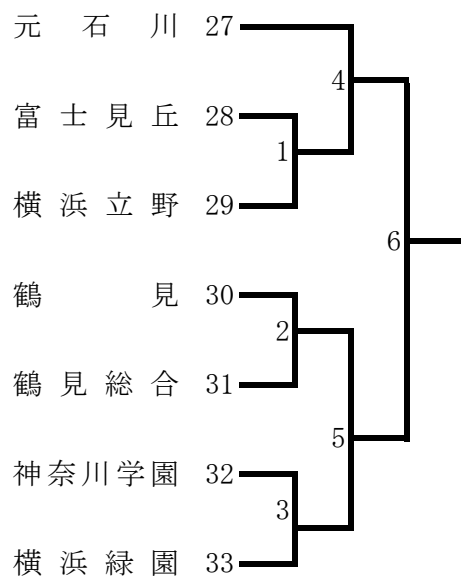 元石川 27
4
富士見丘 28
1
横浜立野 29
6
鶴見 30
2
鶴見総合 31
5
神奈川学園 32
3
横浜緑園 33